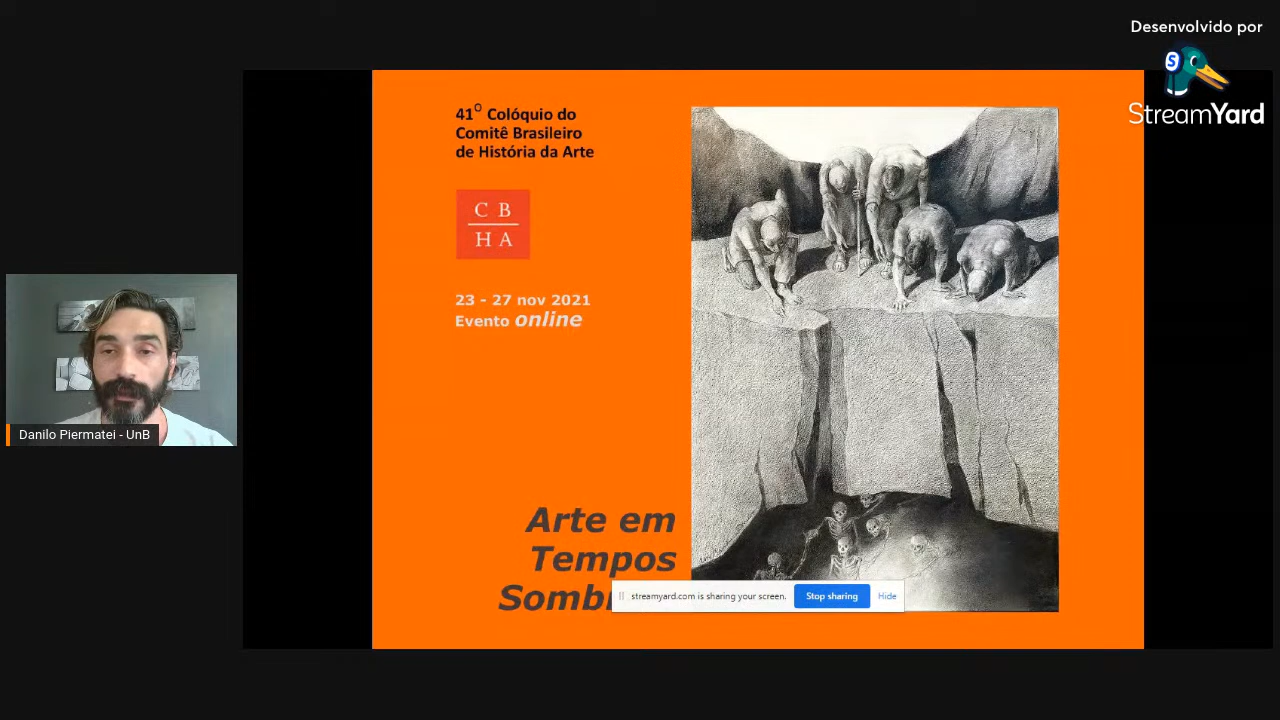 Desenvolvido por
S
StreamYard
41º Colóquio do
Comitê Brasileiro
de História da Arte
C B
H A
23 - 27 nov 2021
Evento online
Danilo Piermatei - UnB
Arte em
Tempos
streamyard.com is sharing your screen. Stop sharing Hide